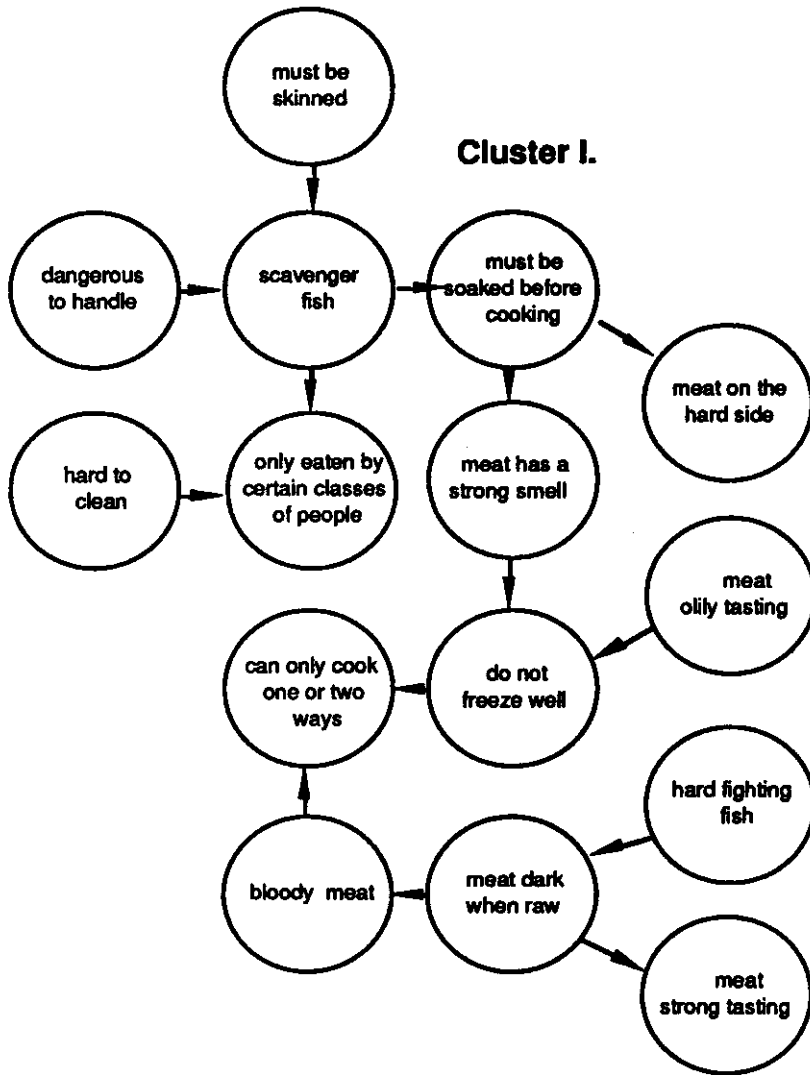 must be
skinned
Cluster I.
dangerous
to handle
scavenger
fish
must be
soaked before
cooking
meat on the
hard side
hard to
clean
only eaten by
certain classes
of people
meat has a
strong smell
meat
olily tasting
can only cook
one or two
ways
do not
freeze well
hard fighting
fish
bloody meat
meat dark
when raw
meat
strong tasting